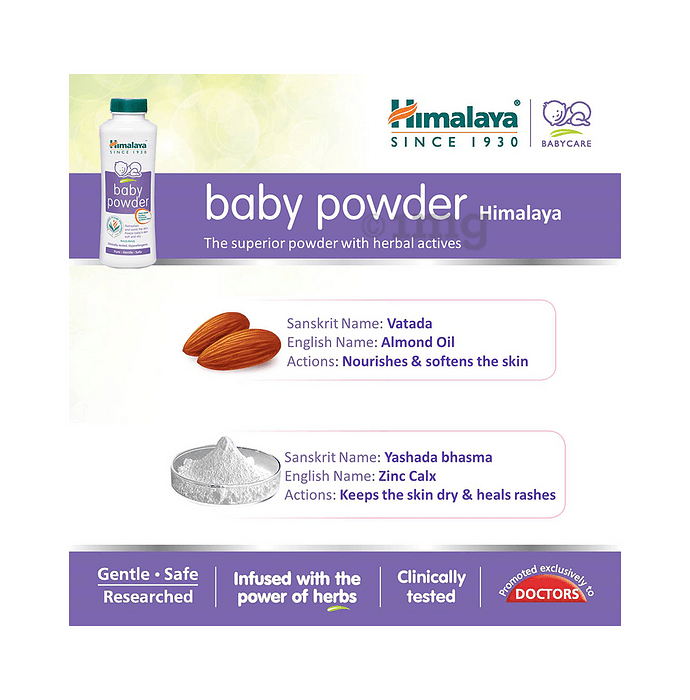 Himalaya®
SINCE 1930
BABYCARE
Himalaya
SINCE 1930
baby
powder
baby powder Himalaya
The superior powder with herbal actives
Sanskrit Name: Vatada
English Name: Almond Oil
Actions: Nourishes & softens the skin
Sanskrit Name: Yashada bhasma
English Name: Zinc Calx
Actions: Keeps the skin dry & heals rashes
Gentle • Safe
Researched
Infused with the
power of herbs
Clinically
tested
Promoted exclusively to
DOCTORS